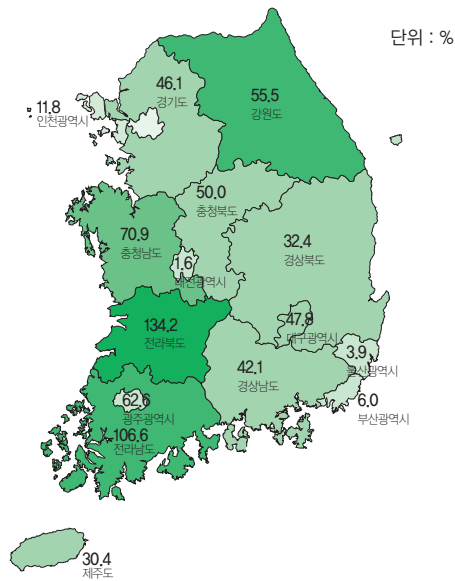 단위 : %
46.1
경기도
55.5
강원도
11.8
인천광역시
50.0
충청북도
70.9
충청남도
32.4
경상북도
1.6
대전광역시
134.2
전라북도
47.8
대구광역시
42.1
경상남도
3.9
울산광역시
62.6
광주광역시
6.0
부산광역시
106.6
전라남도
30.4
제주도